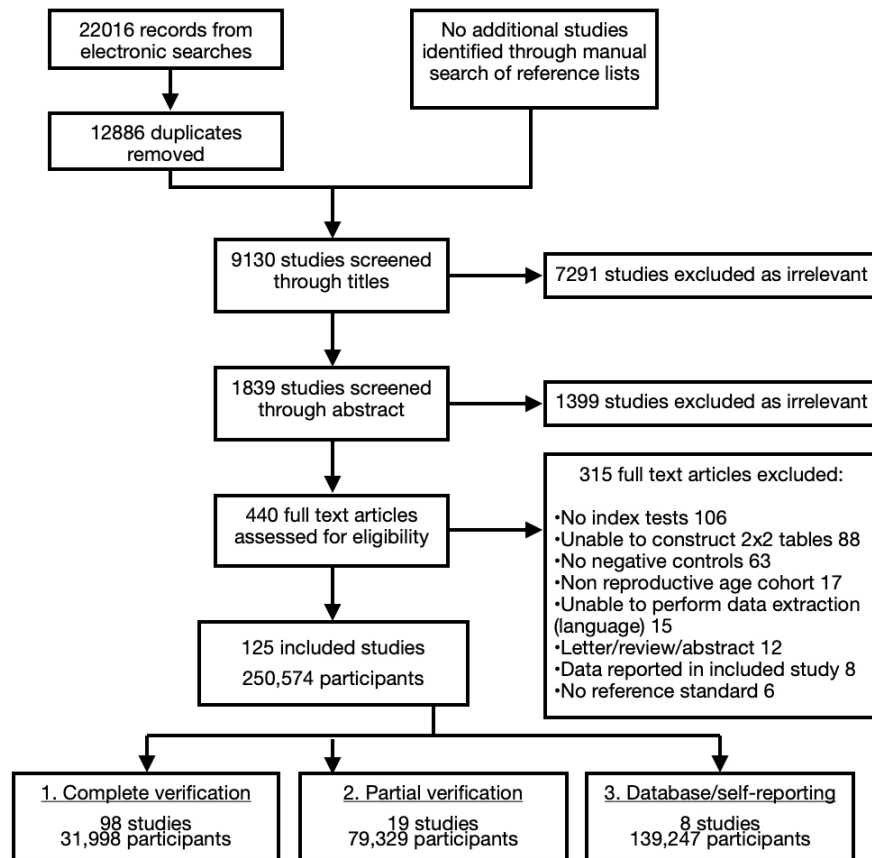 22016 records from
electronic searches
No additional studies
identified through manual
search of reference lists
12886 duplicates
removed
9130 studies screened
through titles
7291 studies excluded as irrelevant
1839 studies screened
through abstract
1399 studies excluded as irrelevant
440 full text articles
assessed for eligibility
315 full text articles excluded:
•No index tests 106
•Unable to construct 2x2 tables 88
•No negative controls 63
•Non reproductive age cohort 17
•Unable to perform data extraction
(language) 15
•Letter/review/abstract 12
•Data reported in included study 8
•No reference standard 6
125 included studies
250,574 participants
1. Complete verification
98 studies
31,998 participants
2. Partial verification
19 studies
79,329 participants
3. Database/self-reporting
8 studies
139,247 participants